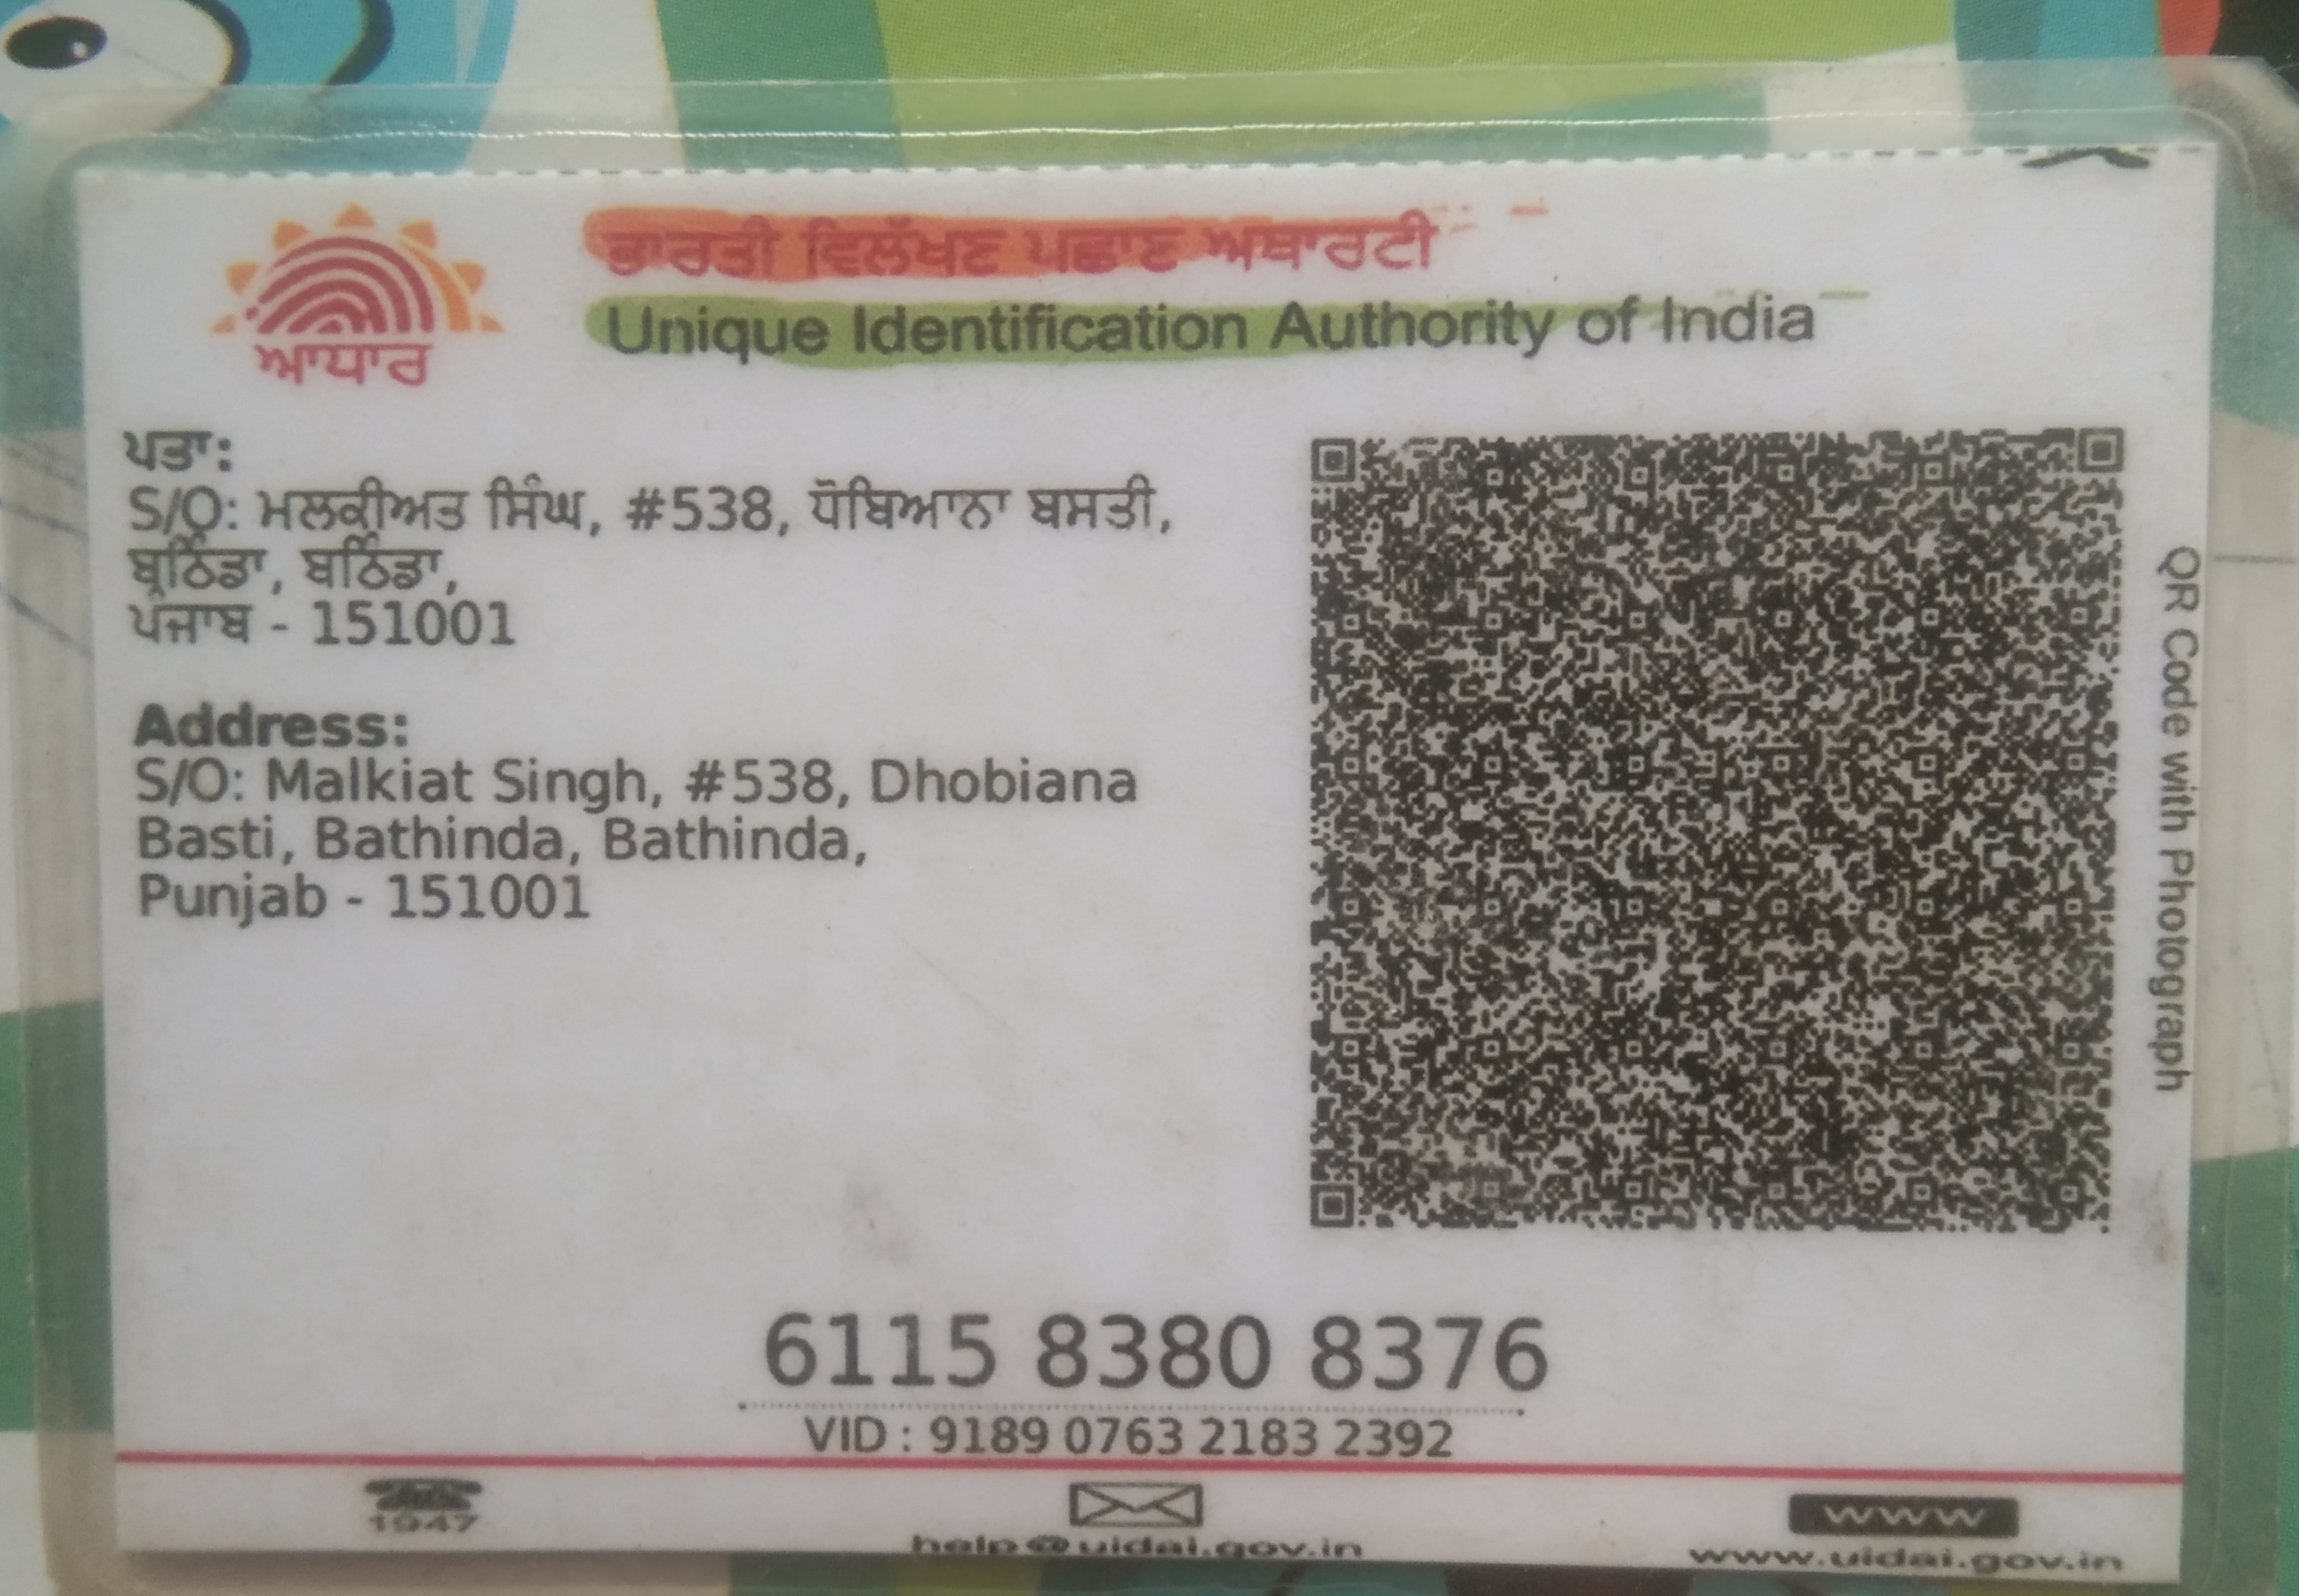 ਆਧਾਰ
ਭਾਰਤੀ ਵਿਲੱਖਣ ਪਛਾਣ ਅਥਾਰਟੀ
Unique Identification Authority of India
ਪਤਾ:
S/O: ਮਲਕੀਅਤ ਸਿੰਘ, #538, ਧੋਬਿਆਨਾ ਬਸਤੀ,
ਬਠਿੰਡਾ, ਬਠਿੰਡਾ,
ਪੰਜਾਬ - 151001
Address:
S/O: Malkiat Singh, #538, Dhobiana
Basti, Bathinda, Bathinda,
Punjab - 151001
QR Code with Photograph
6115 8380 8376
VID : 9189 0763 2183 2392
1947
help@uidai.gov.in
www
www.uidai.gov.in